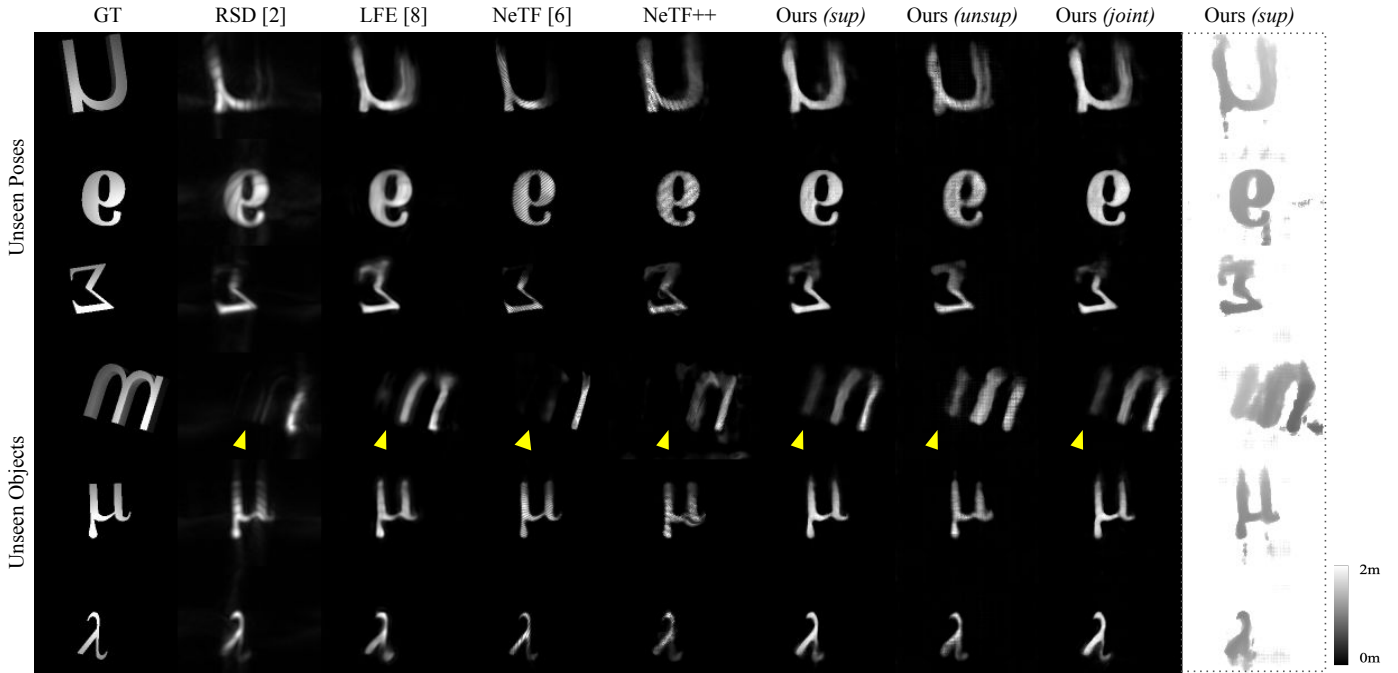 GT RSD [2] LFE [8] NeTF [6] NeTF++ Ours (sup) Ours (unsup) Ours (joint) Ours (sup)
Unseen Poses
Unseen Objects
μ
e
Σ
m
μ
λ
2m
0m